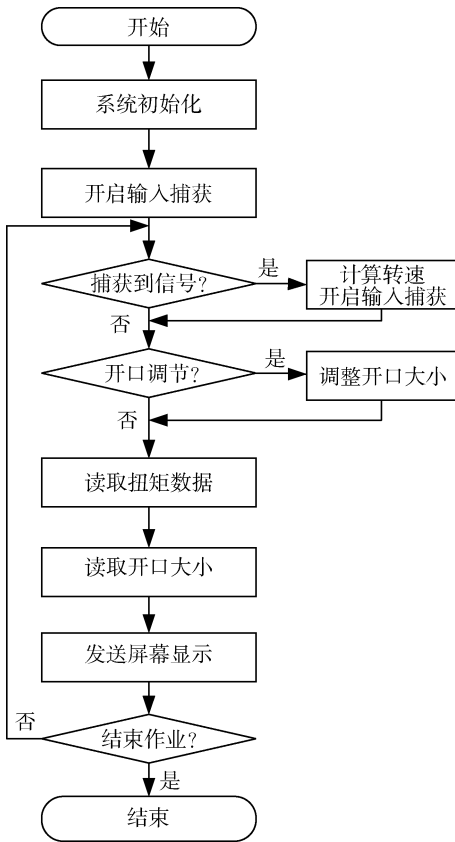 开始
系统初始化
开启输入捕获
捕获到信号?
是
计算转速
开启输入捕获
否
开口调节?
是
调整开口大小
否
读取扭矩数据
读取开口大小
发送屏幕显示
否
结束作业?
是
结束